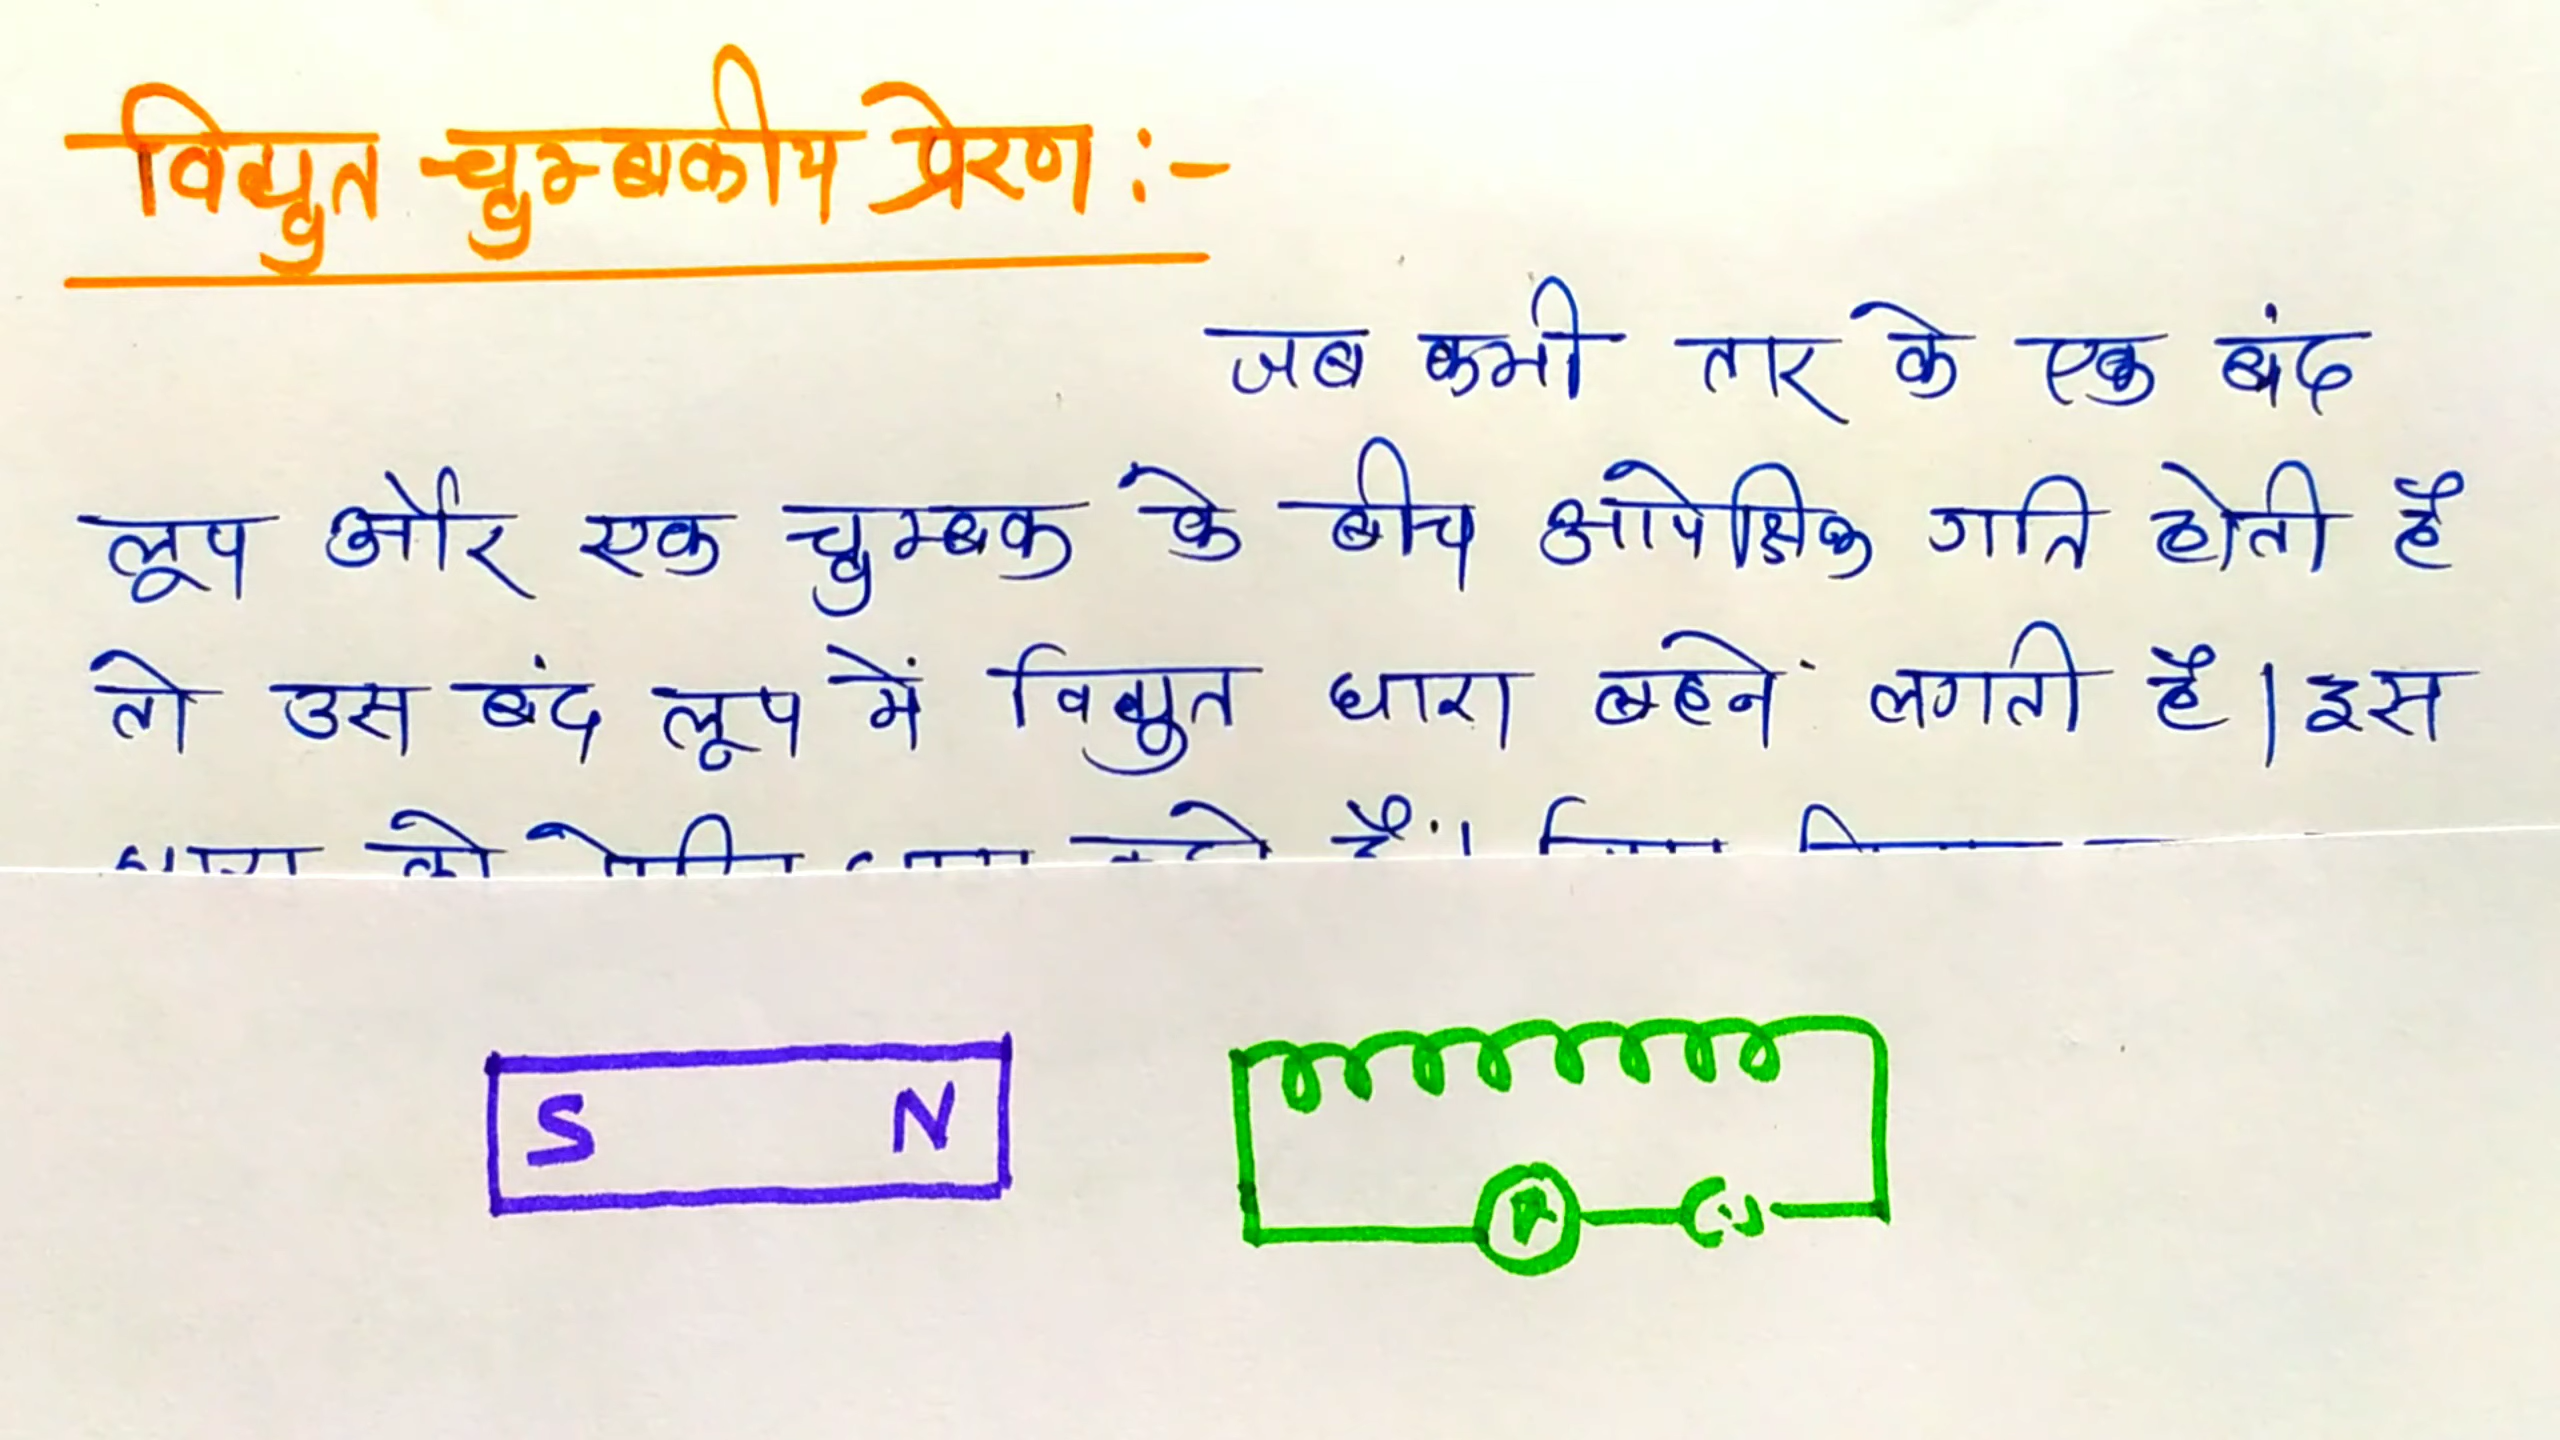 विद्युत चुम्बकीय प्रेरण :-
जब कभी तार के एक बंद
लूप और एक चुम्बक के बीच आपेक्षिक गति होती है
तो उस बंद लूप में विद्युत धारा बहनें लगती है। इस
को हैं।
S N